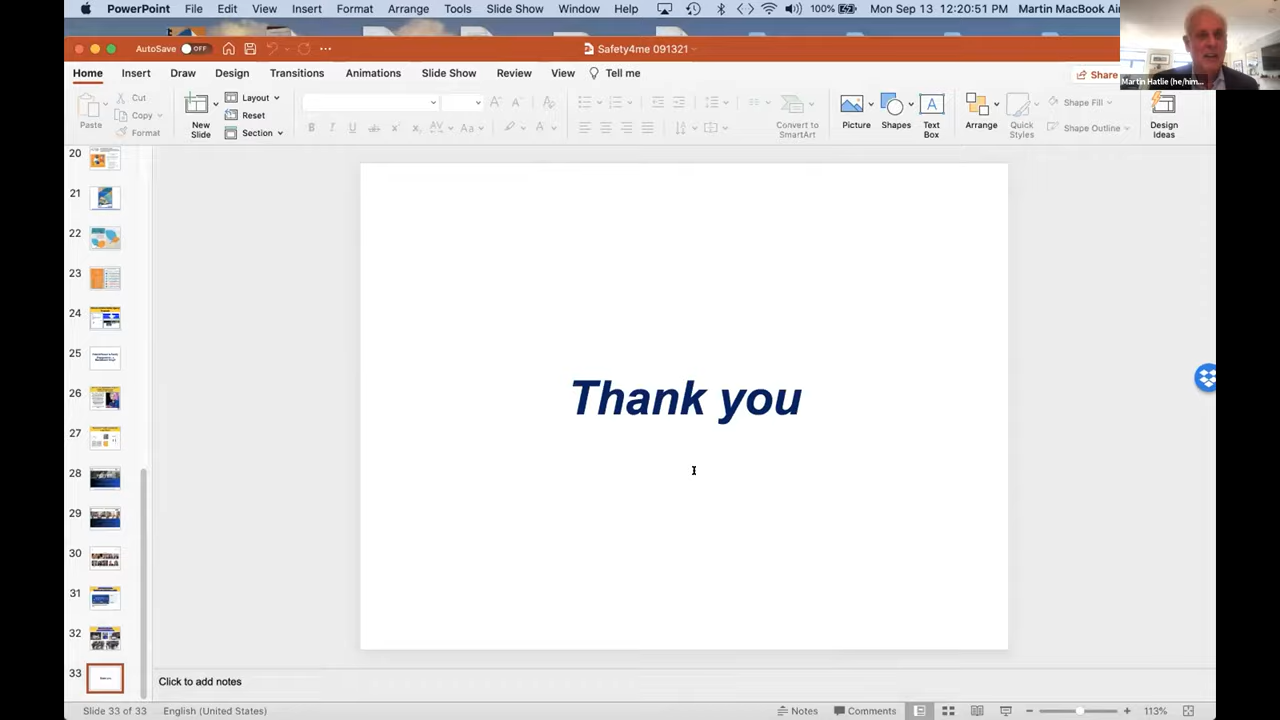 PowerPoint File Edit View Insert Format Arrange Tools Slide Show Window Help 100% Mon Sep 13 12:20:51 PM Martin MacBook Air
AutoSave OFF Safety4me 091321
Home Insert Draw Design Transitions Animations Slide Show Review View Tell me Share
Martin Hatlie (he/him...
Paste
Cut
Copy
Format
New
Slide
Layout
Reset
Section
Convert to
SmartArt
Picture
Shapes
Text
Box
Arrange
Quick
Styles
Shape Fill
Shape Outline
Design
Ideas
20
21
22
23
24
25
26
27
28
29
30
31
32
33
Thank you
Click to add notes
Slide 33 of 33 English (United States) Notes Comments 113%